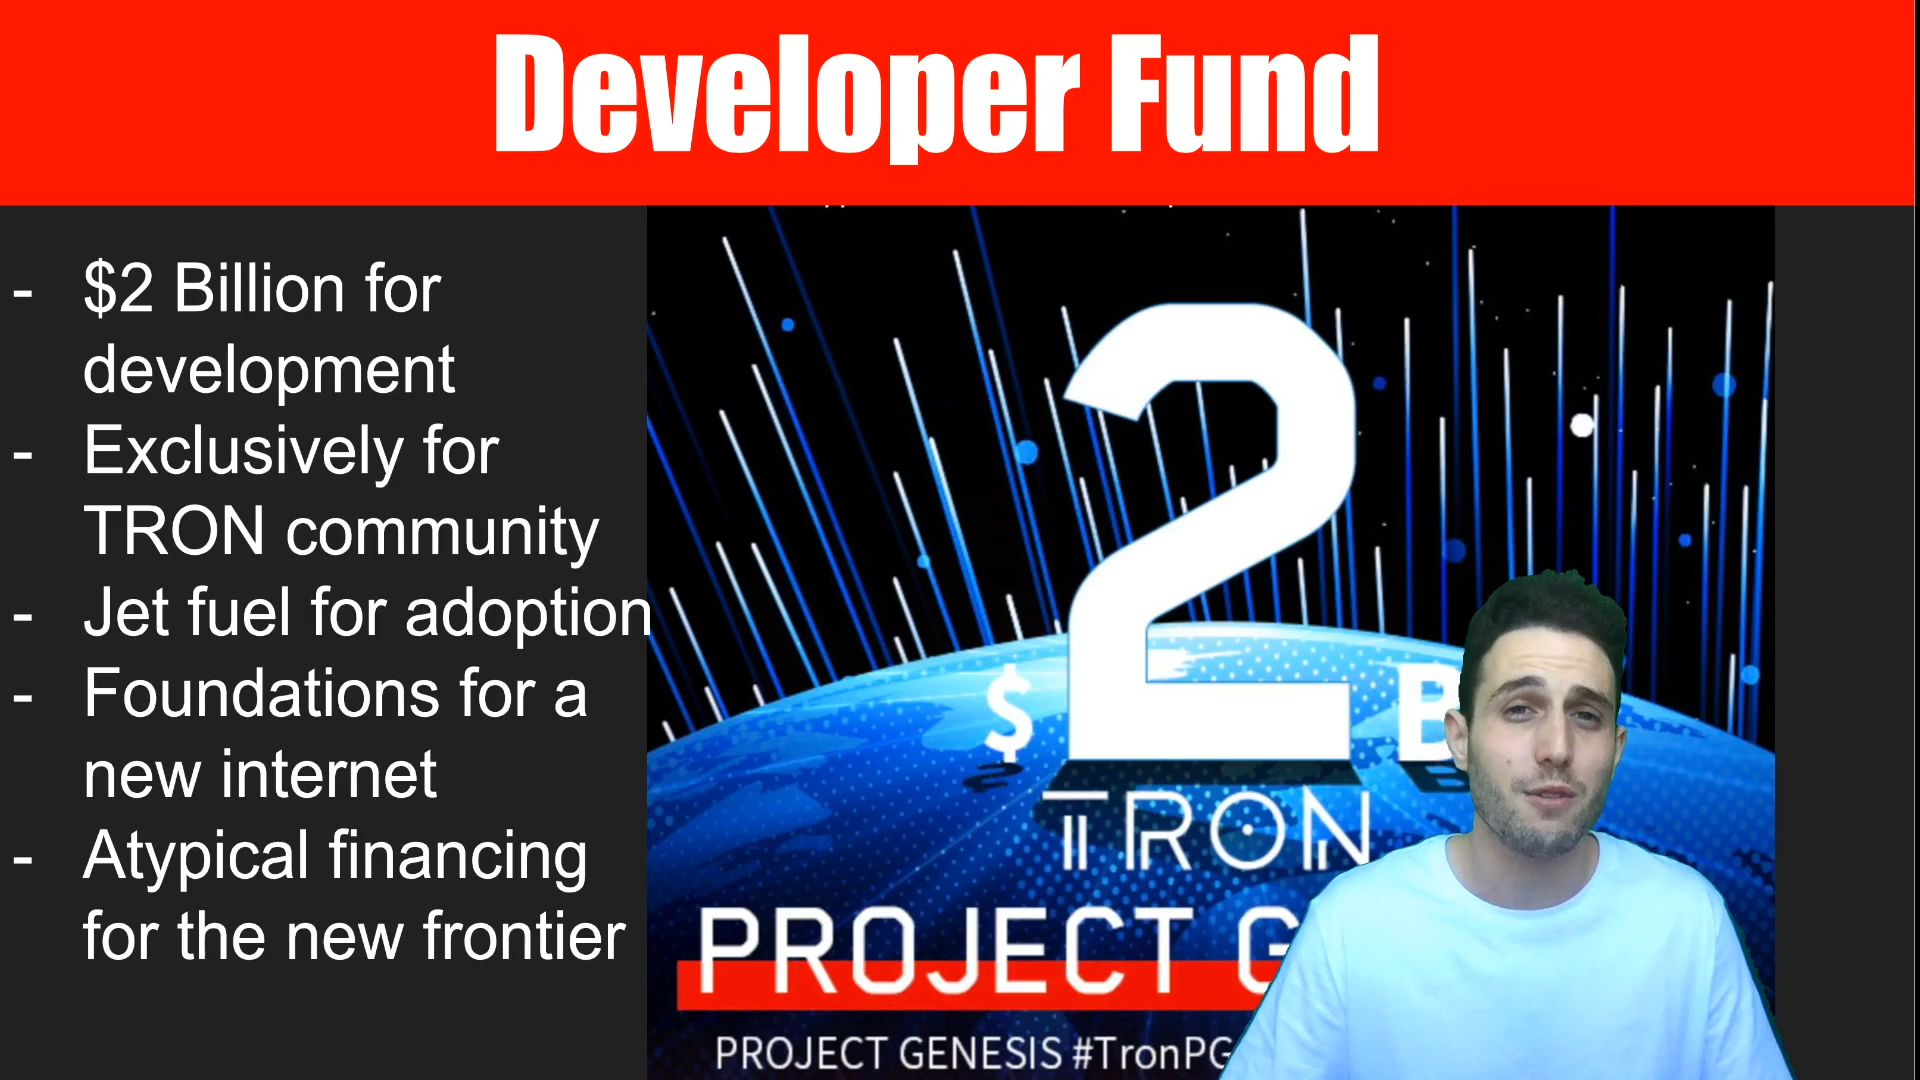 Developer Fund
- $2 Billion for
development
- Exclusively for
TRON community
- Jet fuel for adoption
- Foundations for a
new internet
- Atypical financing
for the new frontier
$2 B
TRON
PROJECT G
PROJECT GENESIS #TronPG